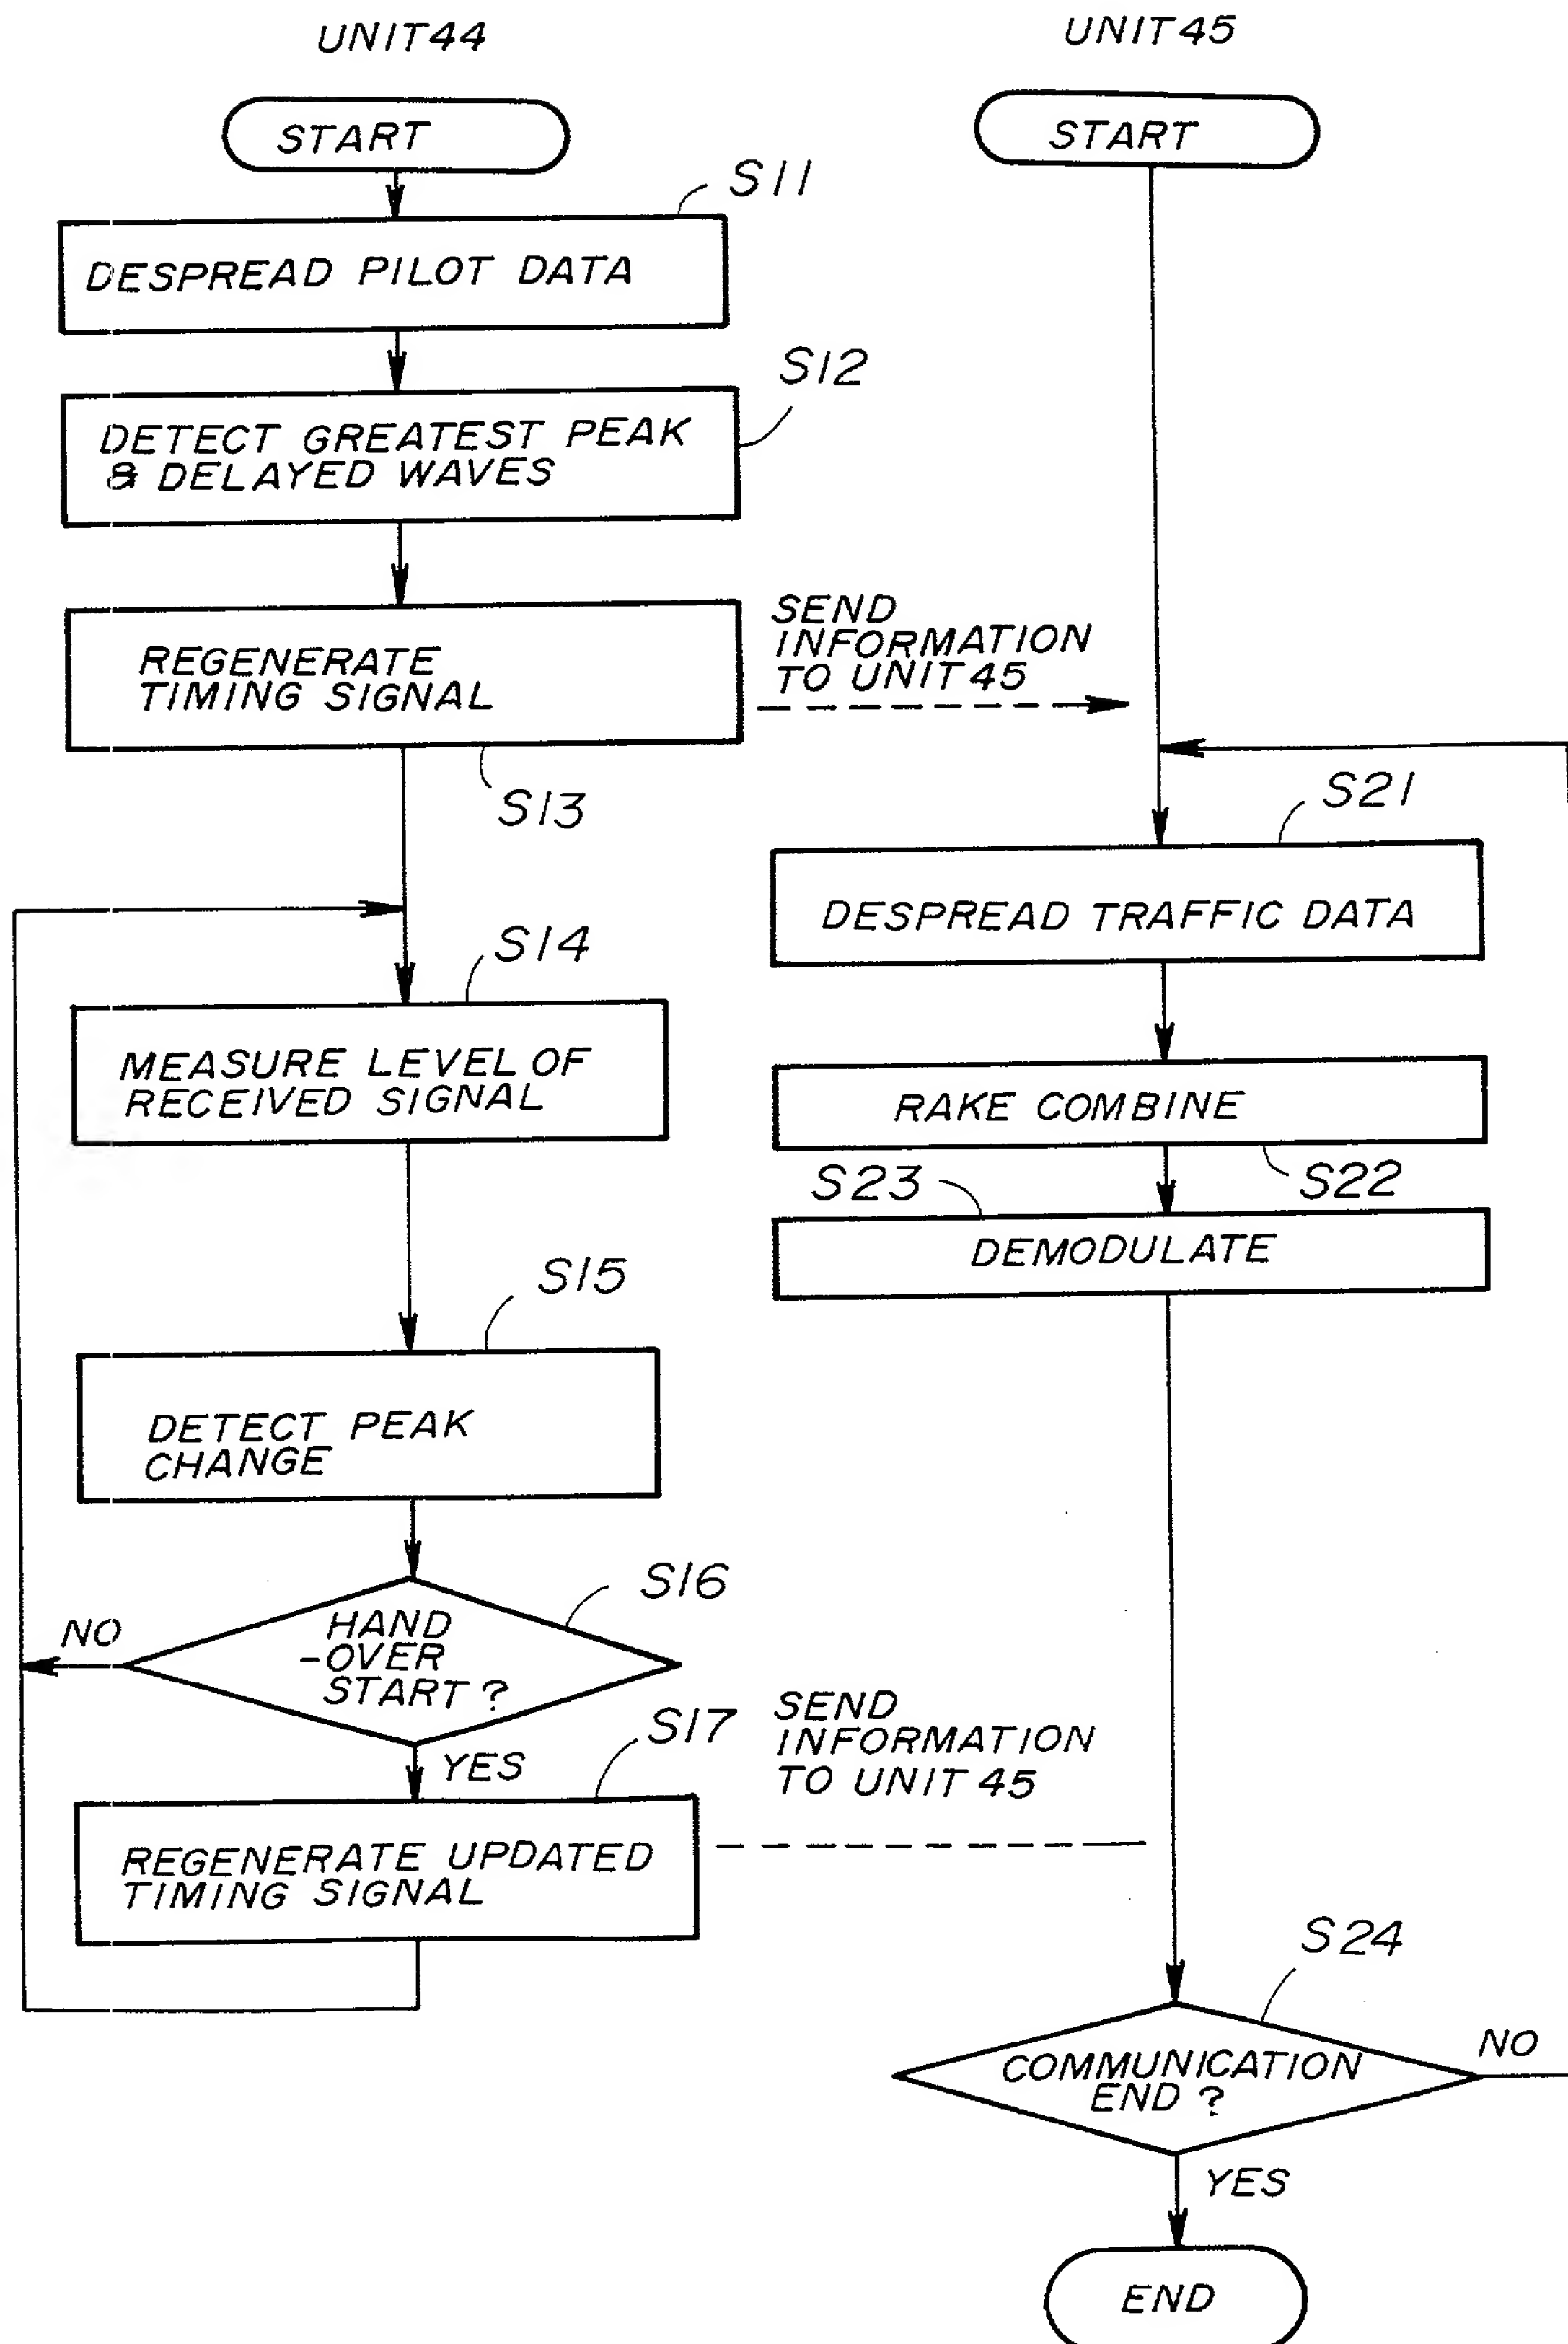 UNIT44
START
S11
DESPREAD PILOT DATA
S12
DETECT GREATEST PEAK
& DELAYED WAVES
REGENERATE
TIMING SIGNAL
S13
SEND
INFORMATION
TO UNIT45
S14
MEASURE LEVEL OF
RECEIVED SIGNAL
S15
DETECT PEAK
CHANGE
S16
HAND
-OVER
START?
NO
YES
S17
REGENERATE UPDATED
TIMING SIGNAL
SEND
INFORMATION
TO UNIT 45
UNIT45
START
S21
DESPREAD TRAFFIC DATA
RAKE COMBINE
S22
S23
DEMODULATE
S24
COMMUNICATION
END?
NO
YES
END